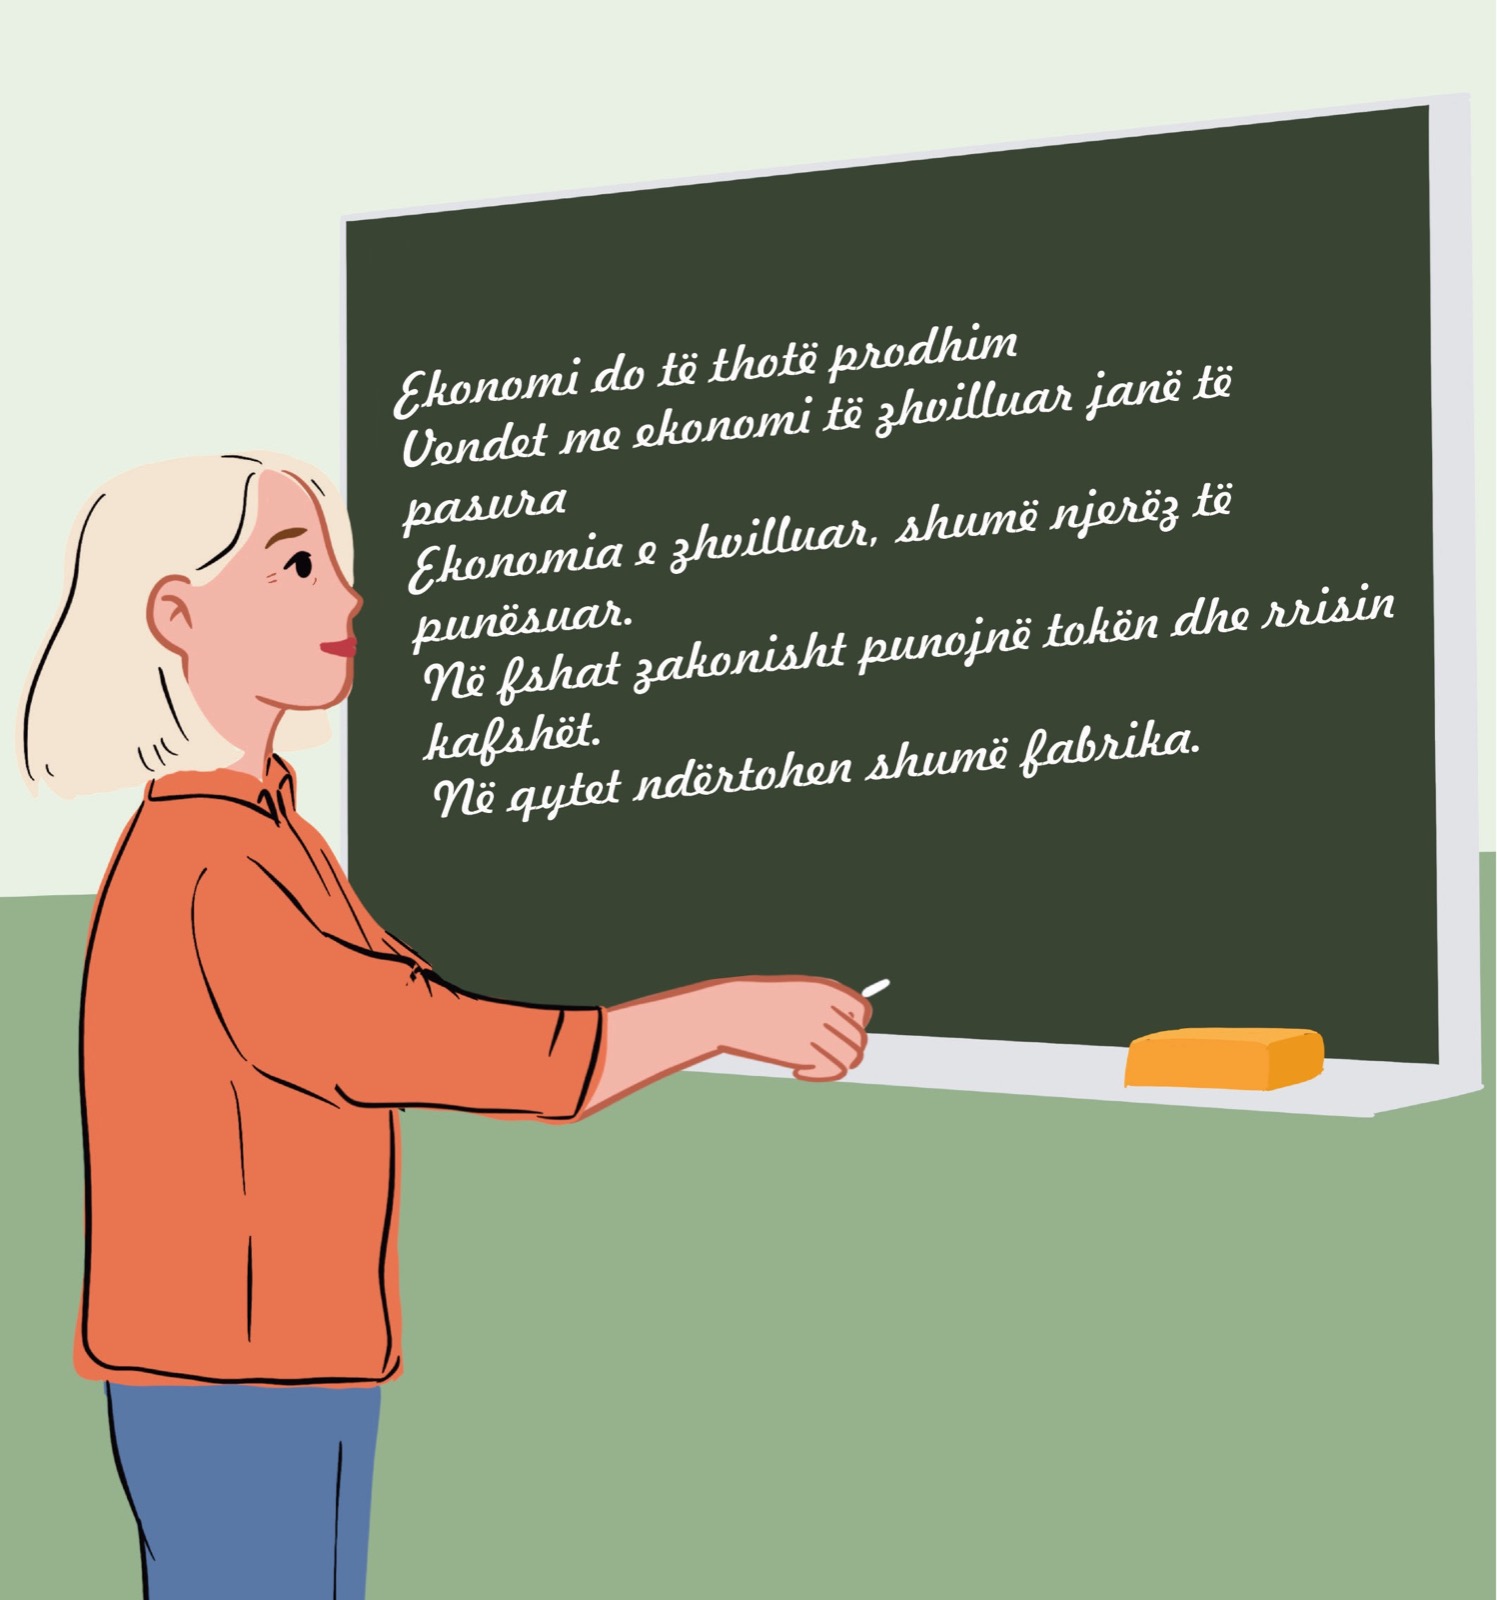 Ekonomi do të thotë prodhim
Vendet me ekonomi të zhvilluar janë të
pasura
Ekonomia e zhvilluar, shumë njerëz të
punësuar.
Në fshat zakonisht punojnë tokën dhe rrisin
kafshët.
Në qytet ndërtohen shumë fabrika.